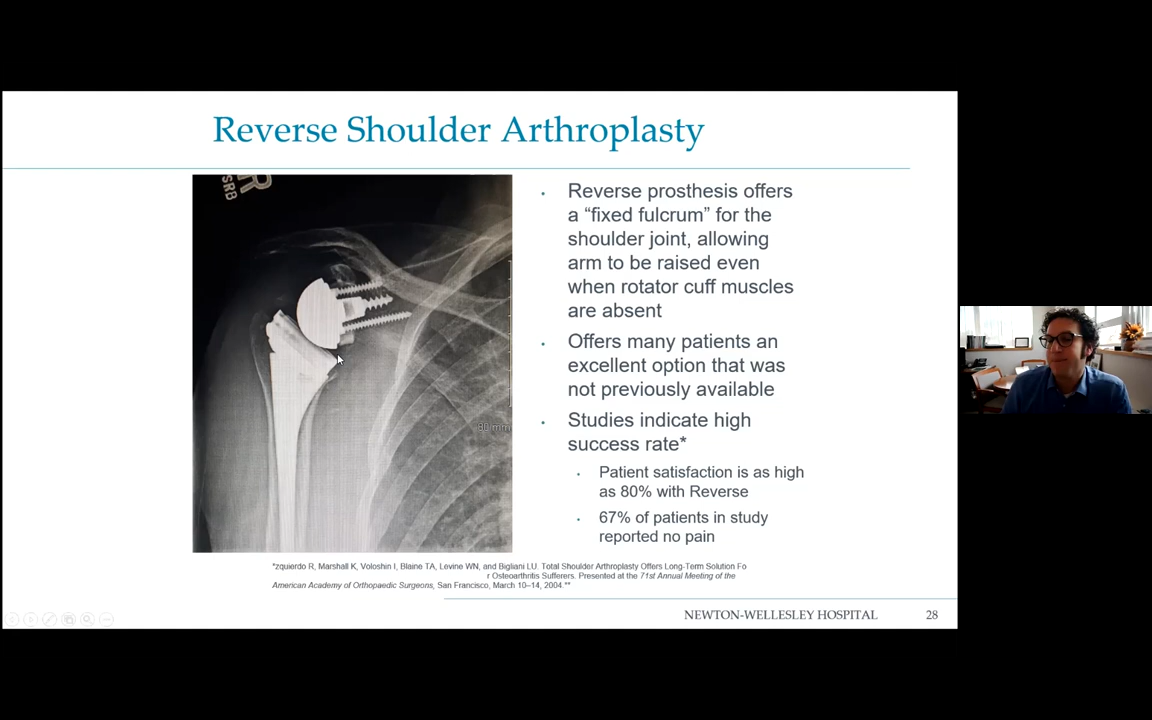 Reverse Shoulder Arthroplasty
R
SRB
80 mm
• Reverse prosthesis offers
a “fixed fulcrum” for the
shoulder joint, allowing
arm to be raised even
when rotator cuff muscles
are absent
• Offers many patients an
excellent option that was
not previously available
• Studies indicate high
success rate*
• Patient satisfaction is as high
as 80% with Reverse
• 67% of patients in study
reported no pain
*zquierdo R, Marshall K, Voloshin I, Blaine TA, Levine WN, and Bigliani LU. Total Shoulder Arthroplasty Offers Long-Term Solution Fo
r Osteoarthritis Sufferers. Presented at the 71st Annual Meeting of the
American Academy of Orthopaedic Surgeons, San Francisco, March 10–14, 2004.**
NEWTON-WELLESLEY HOSPITAL 28